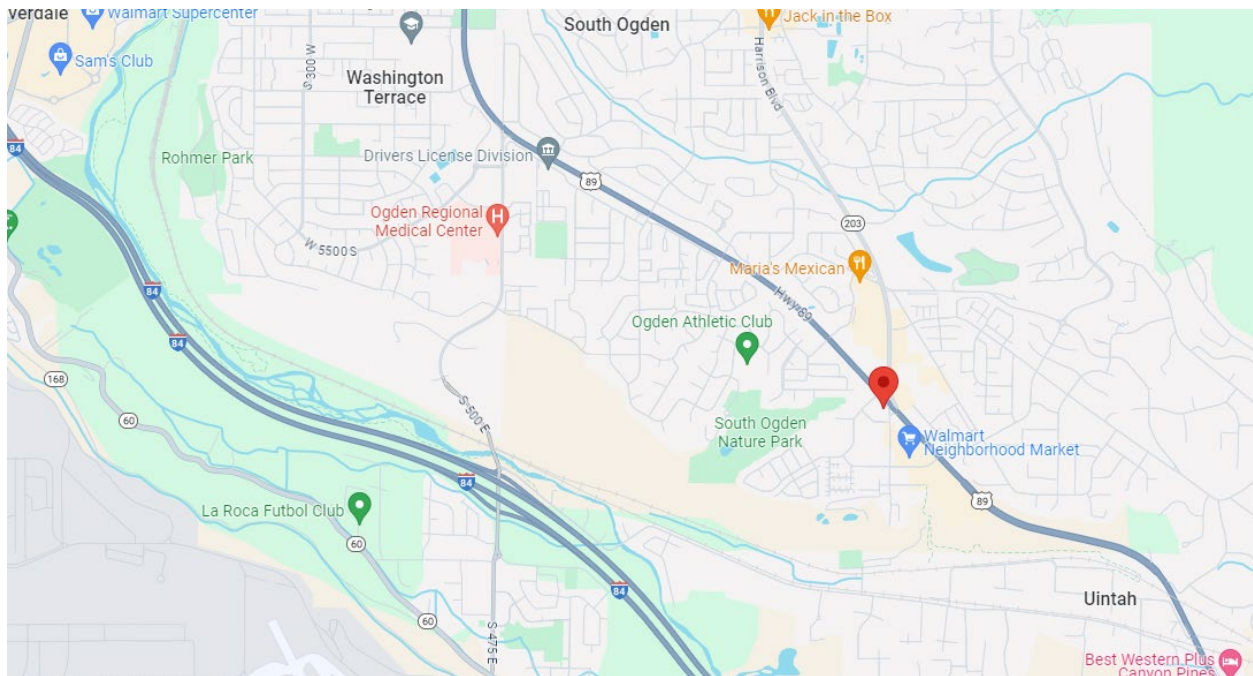 verdale
Walmart Supercenter
Sam's Club
S 300 W
Washington
Terrace
South Ogden
Jack in the Box
Harrison Blvd
84
Rohmer Park
Drivers License Division
89
Ogden Regional
Medical Center
H
203
W 5500 S
Maria's Mexican
84
Hwy 89
84
Ogden Athletic Club
168
60
S 500 E
South Ogden
Nature Park
Walmart
Neighborhood Market
84
89
La Roca Futbol Club
60
84
60
S 475 E
Uintah
Best Western Plus
Canyon Pines